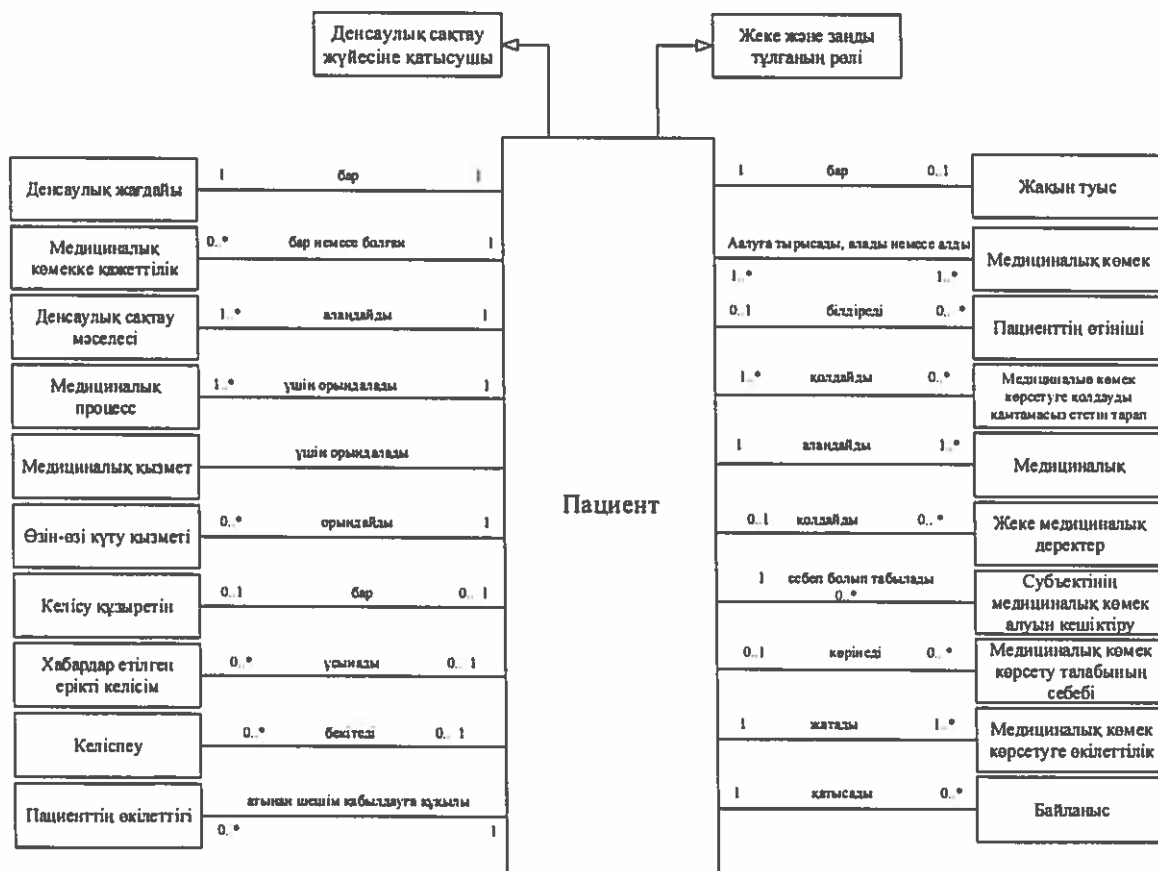 Денсаулық сақтау
жүйесіне қатысушы
Жеке және заңды
тұлғаның рөлі
Денсаулық жағдайы
1 бар 1
Медициналық
көмекке қажеттілік
0..* бар немесе болған 1
Денсаулық сақтау
мәселесі
1..* алаңдайды 1
Медициналық
процесс
1..* үшін орындалады 1
Медициналық қызмет
үшін орындалады
Өзін-өзі күту қызметі
0..* орындайды 1
Келісу құзыретін
0..1 бар 0..1
Хабардар етілген
ерікті келісім
0..* ұсынады 0..1
Келіспеу
0..* бекітеді 0..1
Пациенттің өкілеттігі
атынан шешім қабылдауға құқылы
0..* 1
Пациент
1 бар 0..1
Жақын туыс
Аалуға тырысады, алады немесе алды
1..* 1..*
Медициналық көмек
0..1 білдіреді 0..*
Пациенттің өтініші
1..* қолдайды 0..*
Медициналық көмек
көрсетуге қолдауды
қамтамасыз ететін тарап
1 алаңдайды 1..*
Медициналық
0..1 қолдайды 0..*
Жеке медициналық
деректер
1 себеп болып табылады
0..*
Субъектінің
медициналық көмек
алуын кешіктіру
0..1 көрінеді 0..*
Медициналық көмек
көрсету талабының
себебі
1 жатады 1..*
Медициналық көмек
көрсетуге өкілеттілік
1 қатысады 0..*
Байланыс